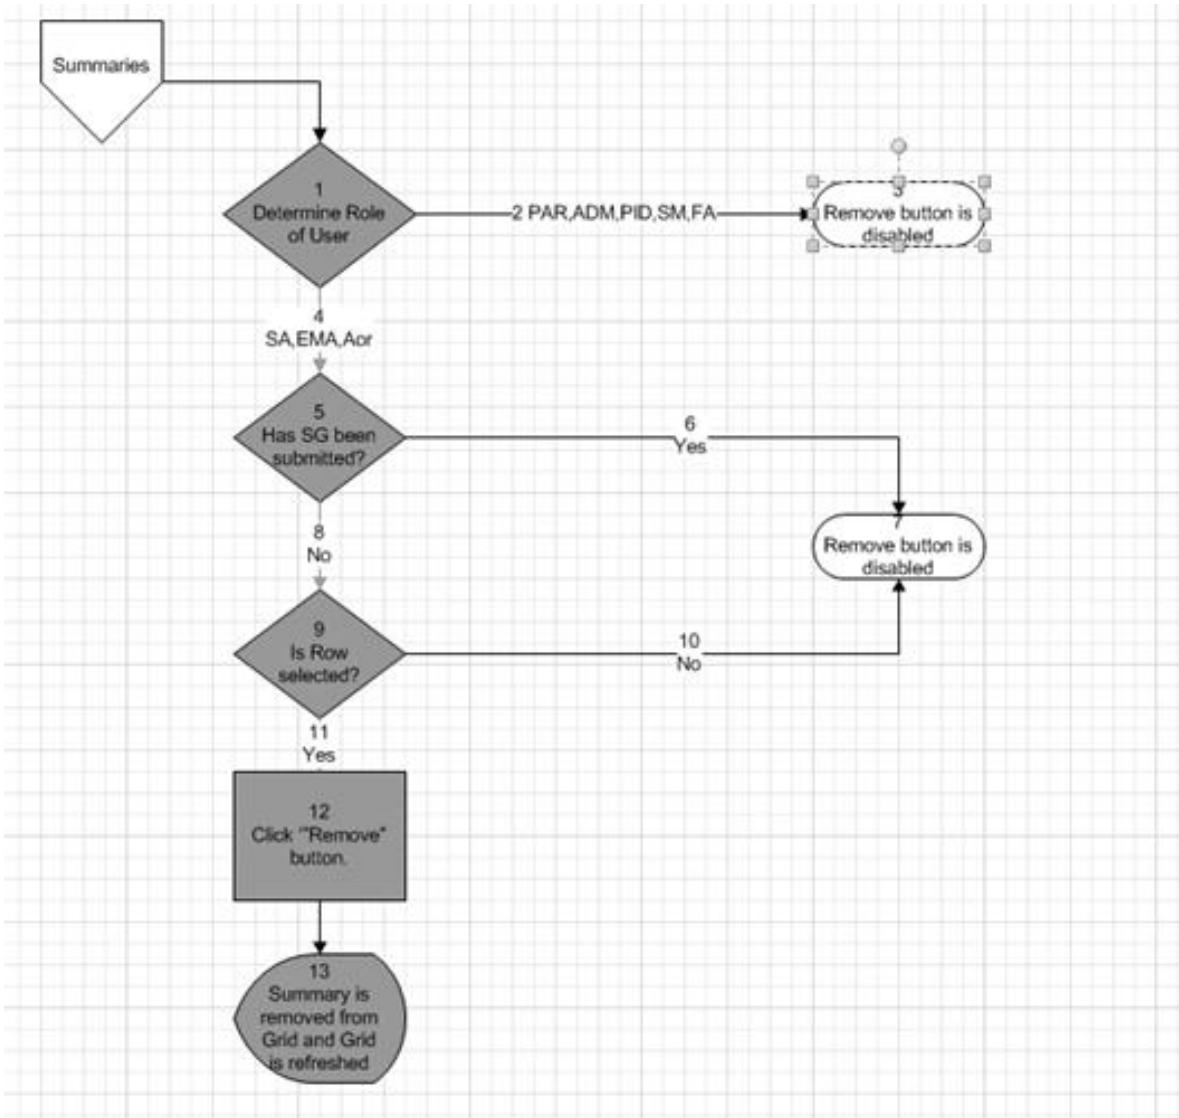 Summaries
1
Determine Role
of User
2 PAR,ADM,PID,SM,FA
3
Remove button is
disabled
4
SA,EMA,Aor
5
Has SG been
submitted?
6
Yes
7
Remove button is
disabled
8
No
9
Is Row
selected?
10
No
11
Yes
12
Click '"Remove"
button.
13
Summary is
removed from
Grid and Grid
is refreshed